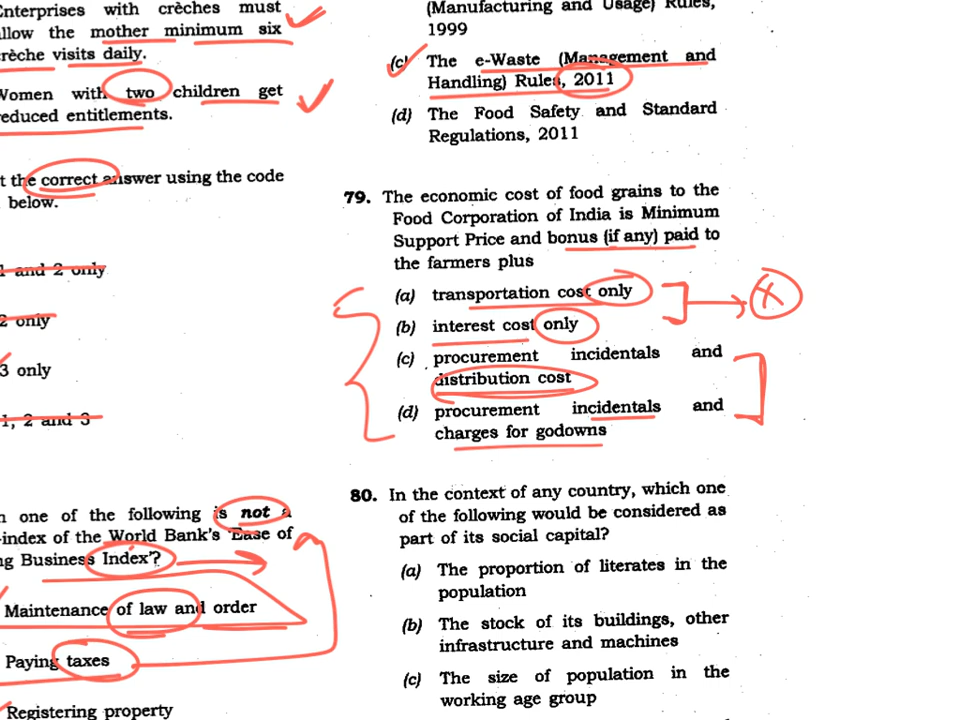 Enterprises with crèches must
allow the mother minimum six
crèche visits daily.
Women with two children get
reduced entitlements.
t the correct answer using the code
below.
1 and 2 only
2 only
3 only
1, 2 and 3
n one of the following is not a
-index of the World Bank's 'Ease of
ng Business Index'?
Maintenance of law and order
Paying taxes
Registering property
(Manufacturing and Usage) Rules,
1999
(c) The e-Waste (Management and
Handling) Rules, 2011
(d) The Food Safety and Standard
Regulations, 2011
79. The economic cost of food grains to the
Food Corporation of India is Minimum
Support Price and bonus (if any) paid to
the farmers plus
(a) transportation cost only
(b) interest cost only
(c) procurement incidentals and
distribution cost
(d) procurement incidentals and
charges for godowns
80. In the context of any country, which one
of the following would be considered as
part of its social capital?
(a) The proportion of literates in the
population
(b) The stock of its buildings, other
infrastructure and machines
(c) The size of population in the
working age group